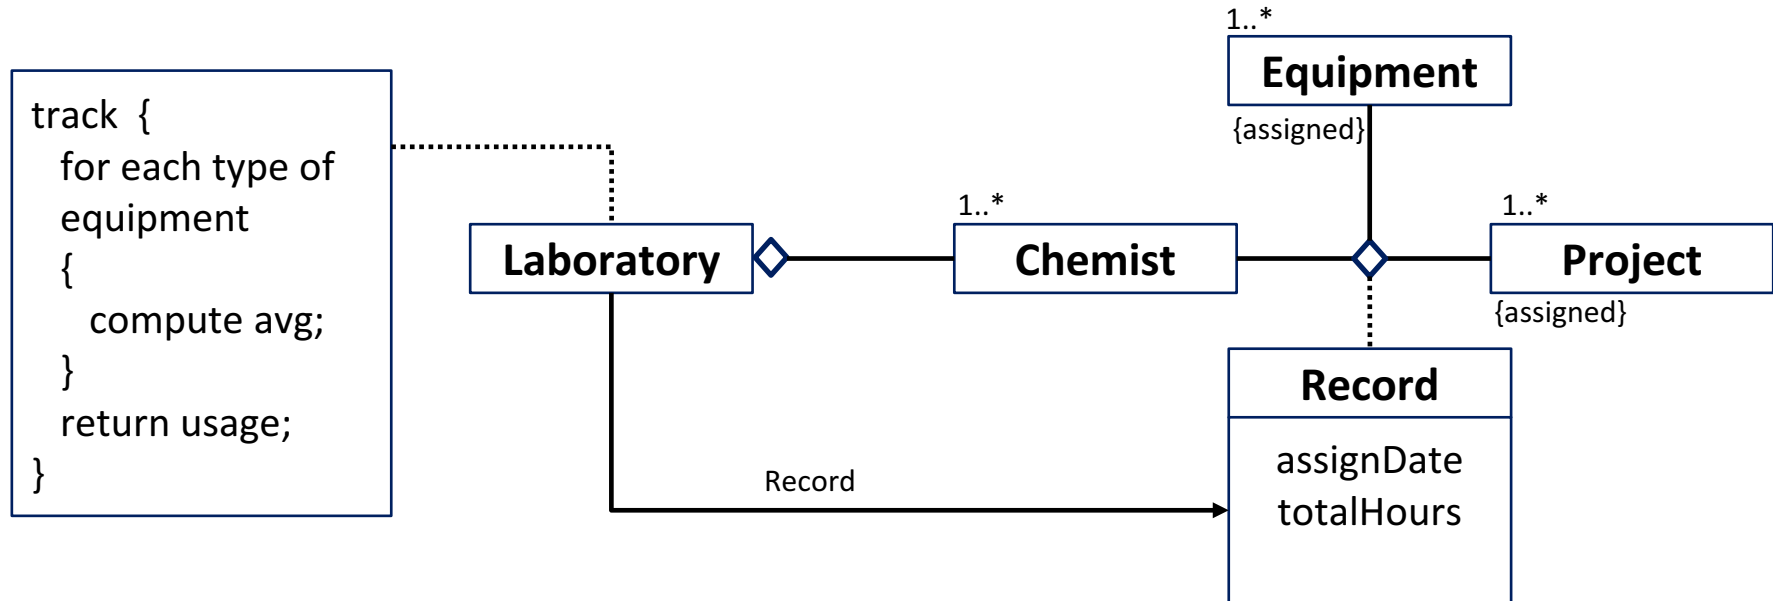 track {
for each type of
equipment
{
compute avg;
}
return usage;
}
Laboratory
1..*
Chemist
1..*
Equipment
{assigned}
1..*
Project
{assigned}
Record
Record
assignDate
totalHours